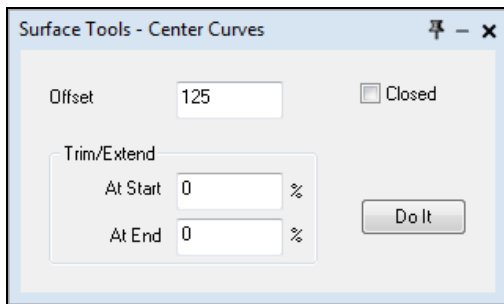 Surface Tools - Center Curves
Offset 125 Closed
Trim/Extend
At Start 0 %
Do It
At End 0 %